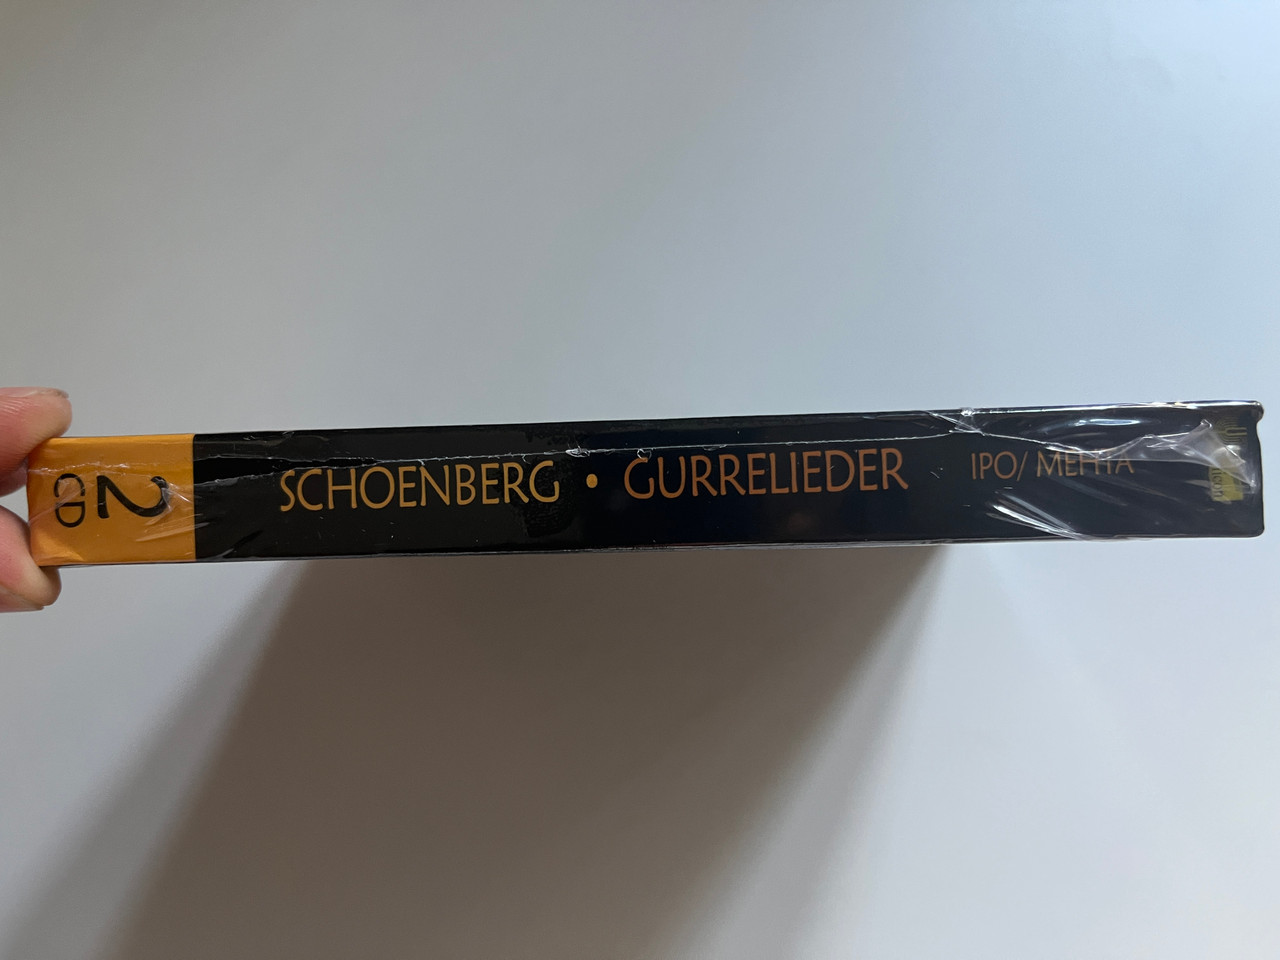 2
CD
SCHOENBERG • GURRELIEDER IPO/ MEHTA